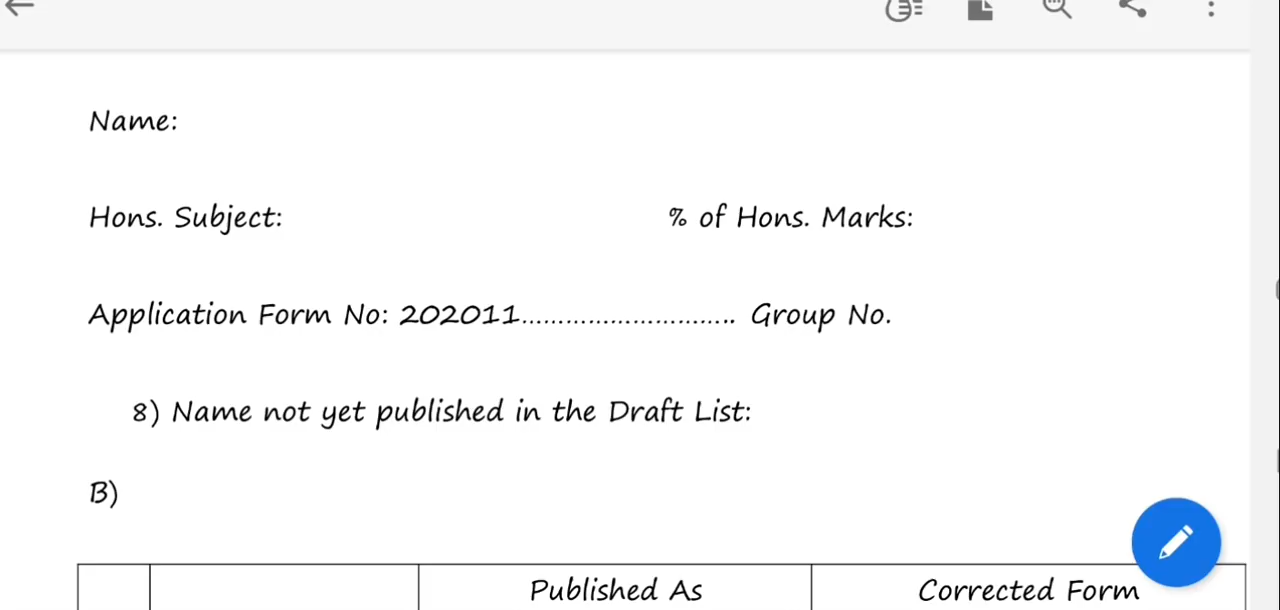 Name:
Hons. Subject: % of Hons. Marks:
Application Form No: 202011............................. Group No.
8) Name not yet published in the Draft List:
B)
Published As Corrected Form